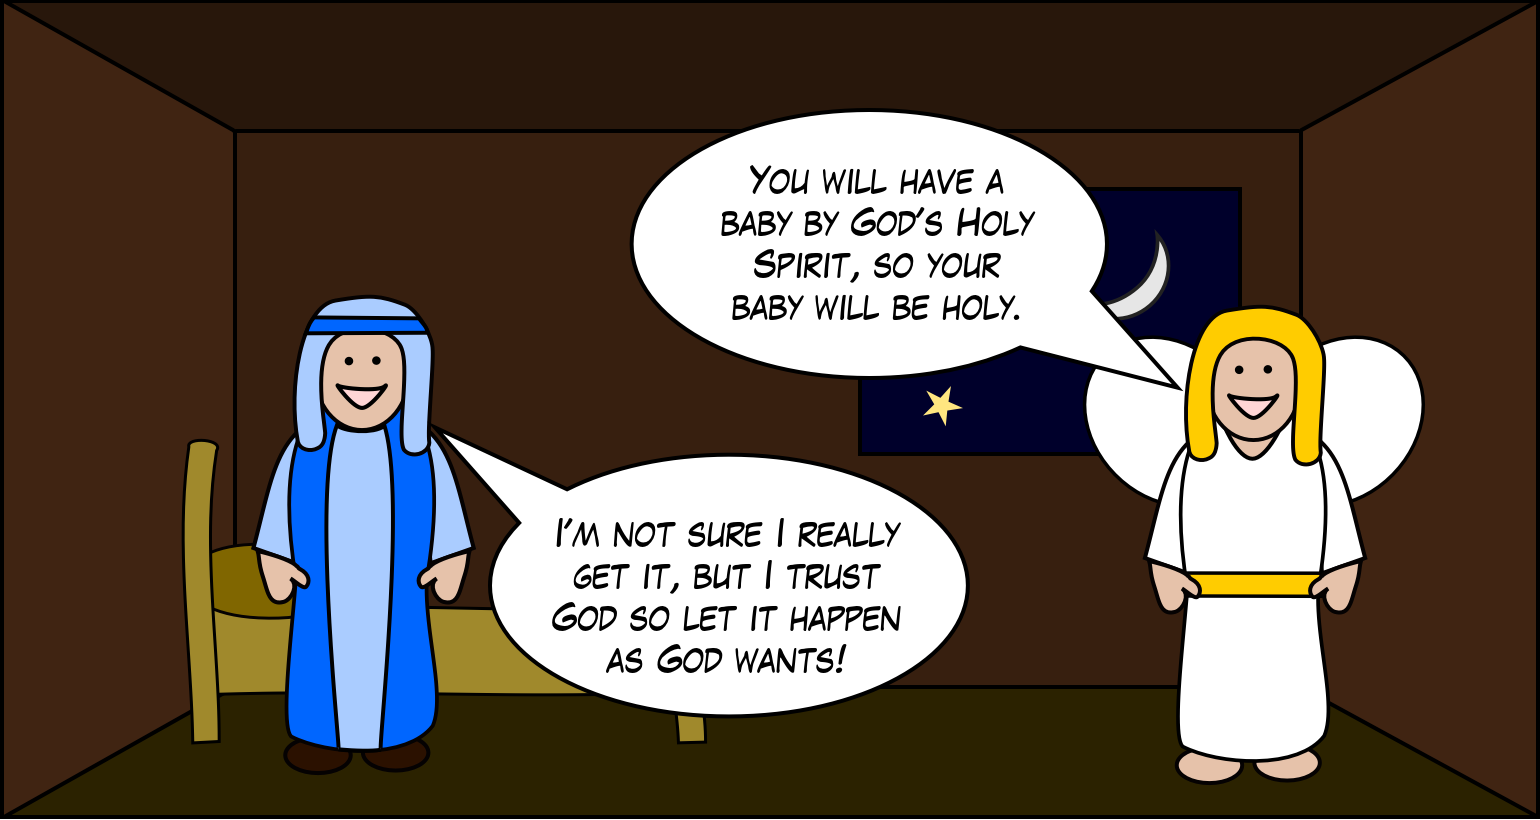 You will have a
baby by God's Holy
Spirit, so your
baby will be holy.
I'm not sure I really
get it, but I trust
God so let it happen
as God wants!